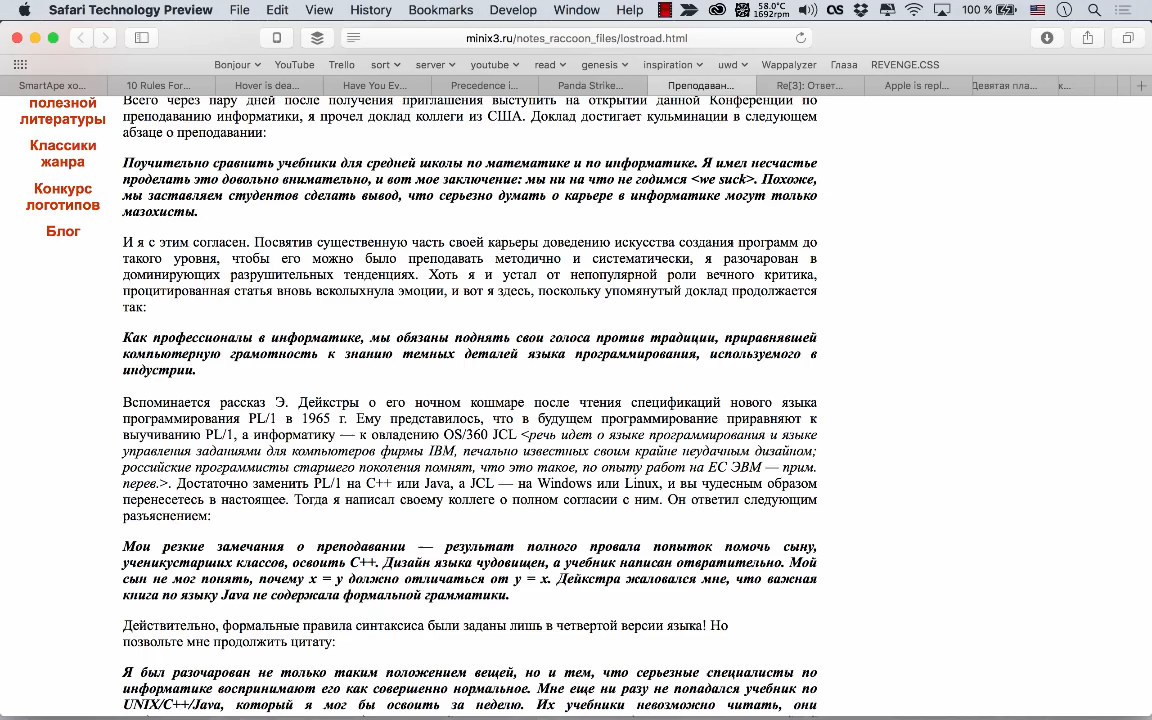 Safari Technology Preview File Edit View History Bookmarks Develop Window Help 58.0°C 1692rpm 100 %
minix3.ru/notes_raccoon_files/lostroad.html
Bonjour YouTube Trello sort server youtube read genesis inspiration uwd Wappalyzer Глаза REVENGE.CSS
SmartApe хо... 10 Rules For... Hover is dea... Have You Ev... Precedence i... Panda Strike... Преподаван... Re[3]: Ответ... Apple is repl... Девятая пла... к...
полезной
литературы
Классики
жанра
Конкурс
логотипов
Блог
Всего через пару дней после получения приглашения выступить на открытии данной Конференции по
преподаванию информатики, я прочел доклад коллеги из США. Доклад достигает кульминации в следующем
абзаце о преподавании:
Поучительно сравнить учебники для средней школы по математике и по информатике. Я имел несчастье
проделать это довольно внимательно, и вот мое заключение: мы ни на что не годимся <we suck>. Похоже,
мы заставляем студентов сделать вывод, что серьезно думать о карьере в информатике могут только
мазохисты.
И я с этим согласен. Посвятив существенную часть своей карьеры доведению искусства создания программ до
такого уровня, чтобы его можно было преподавать методично и систематически, я разочарован в
доминирующих разрушительных тенденциях. Хоть я и устал от непопулярной роли вечного критика,
процитированная статья вновь всколыхнула эмоции, и вот я здесь, поскольку упомянутый доклад продолжается
так:
Как профессионалы в информатике, мы обязаны поднять свои голоса против традиции, приравнявшей
компьютерную грамотность к знанию темных деталей языка программирования, используемого в
индустрии.
Вспоминается рассказ Э. Дейкстры о его ночном кошмаре после чтения спецификаций нового языка
программирования PL/1 в 1965 г. Ему представилось, что в будущем программирование приравняют к
выучиванию PL/1, а информатику — к овладению OS/360 JCL <речь идет о языке программирования и языке
управления заданиями для компьютеров фирмы IBM, печально известных своим крайне неудачным дизайном;
российские программисты старшего поколения помнят, что это такое, по опыту работ на ЕС ЭВМ — прим.
перев.>. Достаточно заменить PL/1 на C++ или Java, а JCL — на Windows или Linux, и вы чудесным образом
перенесетесь в настоящее. Тогда я написал своему коллеге о полном согласии с ним. Он ответил следующим
разъяснением:
Мои резкие замечания о преподавании — результат полного провала попыток помочь сыну,
ученикустарших классов, освоить C++. Дизайн языка чудовищен, а учебник написан отвратительно. Мой
сын не мог понять, почему x = y должно отличаться от y = x. Дейкстра жаловался мне, что важная
книга по языку Java не содержала формальной грамматики.
Действительно, формальные правила синтаксиса были заданы лишь в четвертой версии языка! Но
позвольте мне продолжить цитату:
Я был разочарован не только таким положением вещей, но и тем, что серьезные специалисты по
информатике воспринимают его как совершенно нормальное. Мне еще ни разу не попадался учебник по
UNIX/C++/Java, который я мог бы освоить за неделю. Их учебники невозможно читать, они